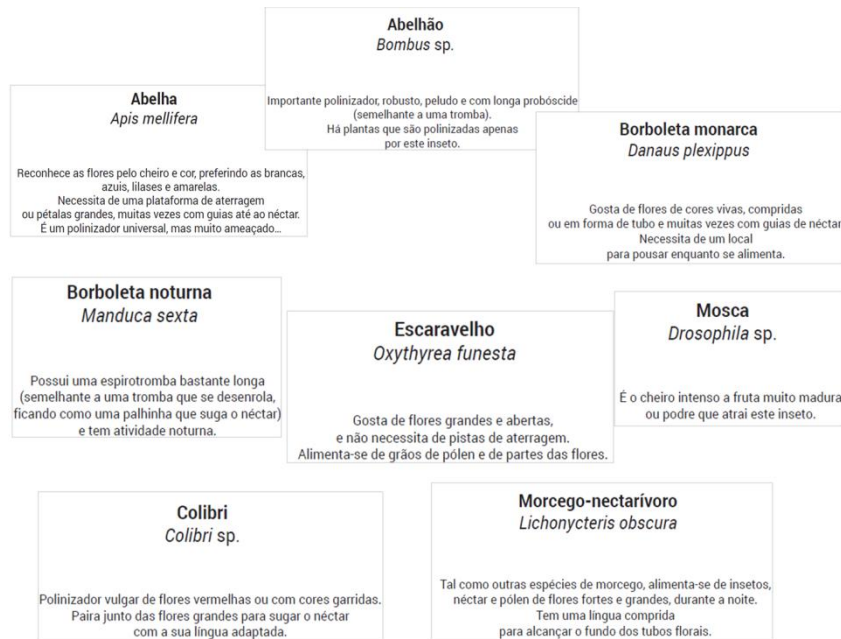 Abelhão
Bombus sp.
Importante polinizador, robusto, peludo e com longa probóscide
(semelhante a uma tromba).
Há plantas que são polinizadas apenas
por este inseto.
Abelha
Apis mellifera
Reconhece as flores pelo cheiro e cor, preferindo as brancas,
azuis, lilases e amarelas.
Necessita de uma plataforma de aterragem
ou pétalas grandes, muitas vezes com guias até ao néctar.
É um polinizador universal, mas muito ameaçado...
Borboleta monarca
Danaus plexippus
Gosta de flores de cores vivas, compridas
ou em forma de tubo e muitas vezes com guias de néctar
Necessita de um local
para pousar enquanto se alimenta.
Borboleta noturna
Manduca sexta
Possui uma espirotromba bastante longa
(semelhante a uma tromba que se desenrola,
ficando como uma palhinha que suga o néctar)
e tem atividade noturna.
Escaravelho
Oxythyrea funesta
Gosta de flores grandes e abertas,
e não necessita de pistas de aterragem.
Alimenta-se de grãos de pólen e de partes das flores.
Mosca
Drosophila sp.
É o cheiro intenso a fruta muito madura
ou podre que atrai este inseto.
Colibri
Colibri sp.
Polinizador vulgar de flores vermelhas ou com cores garridas.
Paira junto das flores grandes para sugar o néctar
com a sua língua adaptada.
Morcego-nectarívoro
Lichonycteris obscura
Tal como outras espécies de morcego, alimenta-se de insetos,
néctar e pólen de flores fortes e grandes, durante a noite.
Tem uma língua comprida
para alcançar o fundo dos tubos florais.